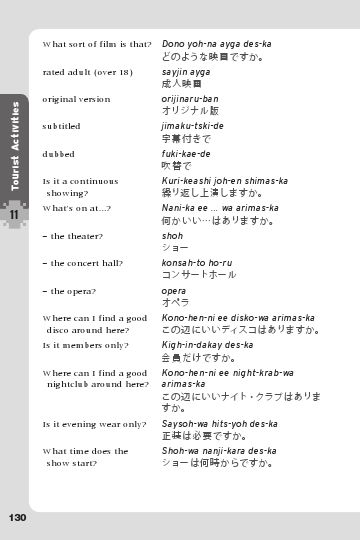 Tourist Activities
11
What sort of film is that? Dono yoh-na ayga des-ka
どのような映画ですか。
rated adult (over 18) sayjin ayga
成人映画
original version orijinaru-ban
オリジナル版
subtitled jimaku-tski-de
字幕付きで
dubbed fuki-kae-de
吹替で
Is it a continuous Kuri-keashi joh-en shimas-ka
showing? 繰り返し上演しますか。
What's on at...? Nani-ka ee ... wa arimas-ka
何かいい…はありますか。
– the theater? shoh
ショー
– the concert hall? konsah-to ho-ru
コンサートホール
– the opera? opera
オペラ
Where can I find a good Kono-hen-ni ee disko-wa arimas-ka
disco around here? この辺にいいディスコはありますか。
Is it members only? Kigh-in-dakay des-ka
会員だけですか。
Where can I find a good Kono-hen-ni ee night-krab-wa
nightclub around here? arimas-ka
この辺にいいナイト・クラブはありま
すか。
Is it evening wear only? Saysoh-wa hits-yoh des-ka
正装は必要ですか。
What time does the Shoh-wa nanji-kara des-ka
show start? ショーは何時からですか。
130